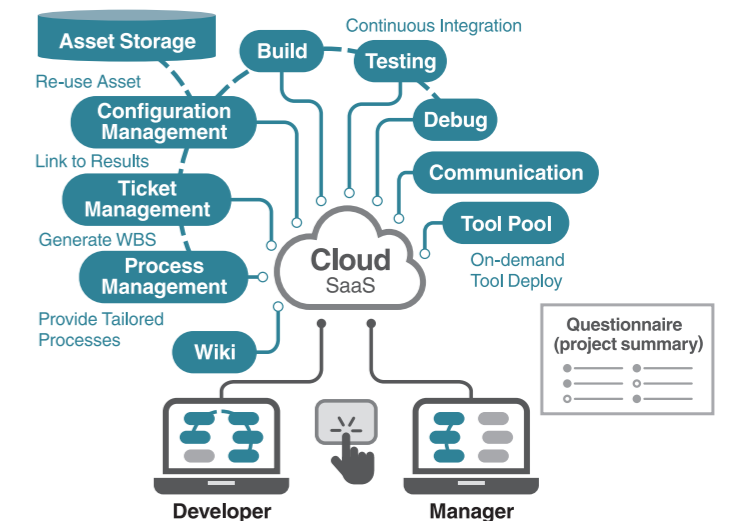 Continuous Integration
Asset Storage
Build
Testing
Re-use Asset
Configuration
Management
Debug
Link to Results
Communication
Ticket
Management
Tool Pool
Generate WBS
Cloud
SaaS
On-demand
Tool Deploy
Process
Management
Provide Tailored
Processes
Wiki
Questionnaire
(project summary)
Developer
Manager